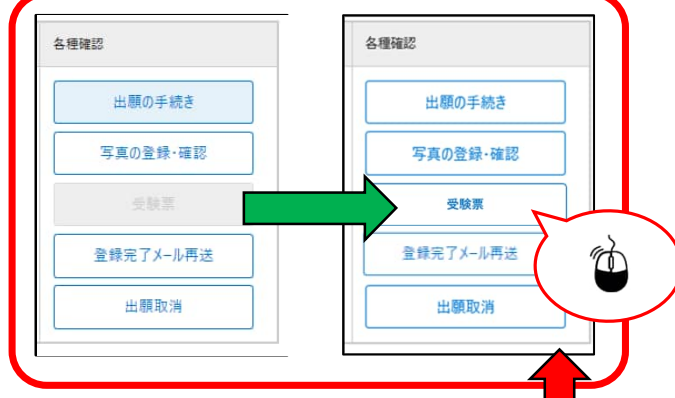 各種確認
出願の手続き
写真の登録・確認
受験票
登録完了メール再送
出願取消
各種確認
出願の手続き
写真の登録・確認
受験票
登録完了メール再送
出願取消